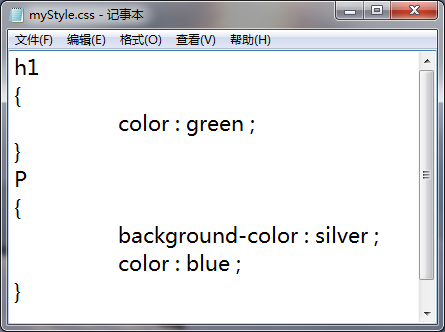 myStyle.css - 记事本
文件(F) 编辑(E) 格式(O) 查看(V) 帮助(H)
h1
{
color : green ;
}
P
{
background-color : silver ;
color : blue ;
}